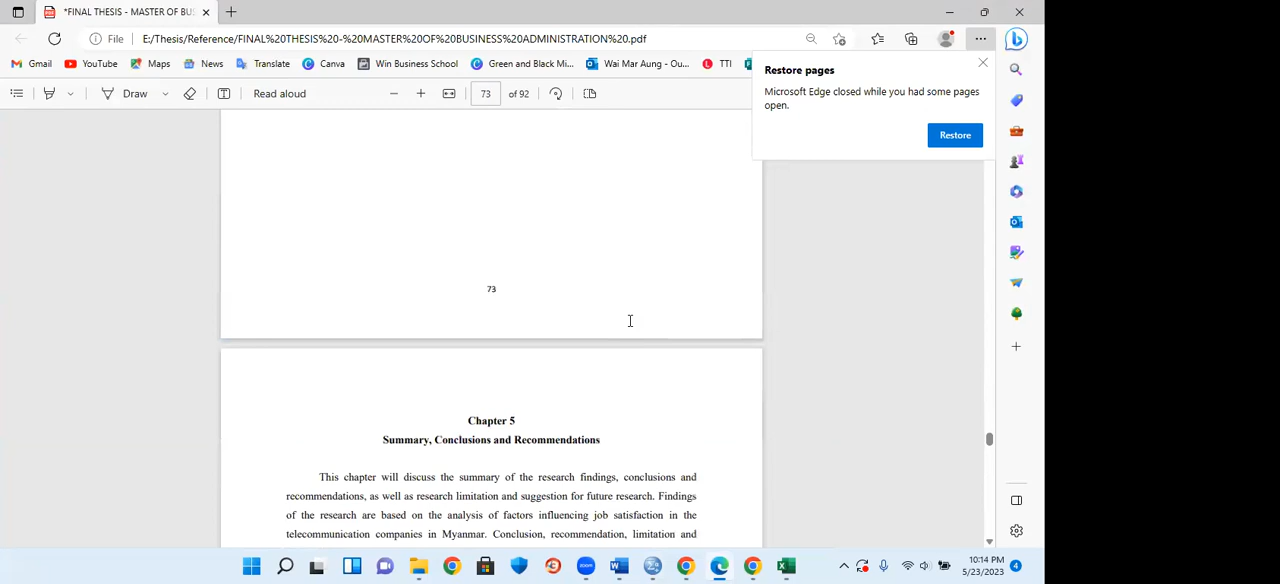 *FINAL THESIS - MASTER OF BUS
File
E:/Thesis/Reference/FINAL%20THESIS%20-%20MASTER%20OF%20BUSINESS%20ADMINISTRATION%20.pdf
Gmail
YouTube
Maps
News
Translate
Canva
Win Business School
Green and Black Mi...
Wai Mar Aung - Ou...
TTI
Draw
Read aloud
73
of 92
Restore pages
Microsoft Edge closed while you had some pages
open.
Restore
73
Chapter 5
Summary, Conclusions and Recommendations
This chapter will discuss the summary of the research findings, conclusions and
recommendations, as well as research limitation and suggestion for future research. Findings
of the research are based on the analysis of factors influencing job satisfaction in the
telecommunication companies in Myanmar. Conclusion, recommendation, limitation and
zoom
10:14 PM
5/23/2023
4